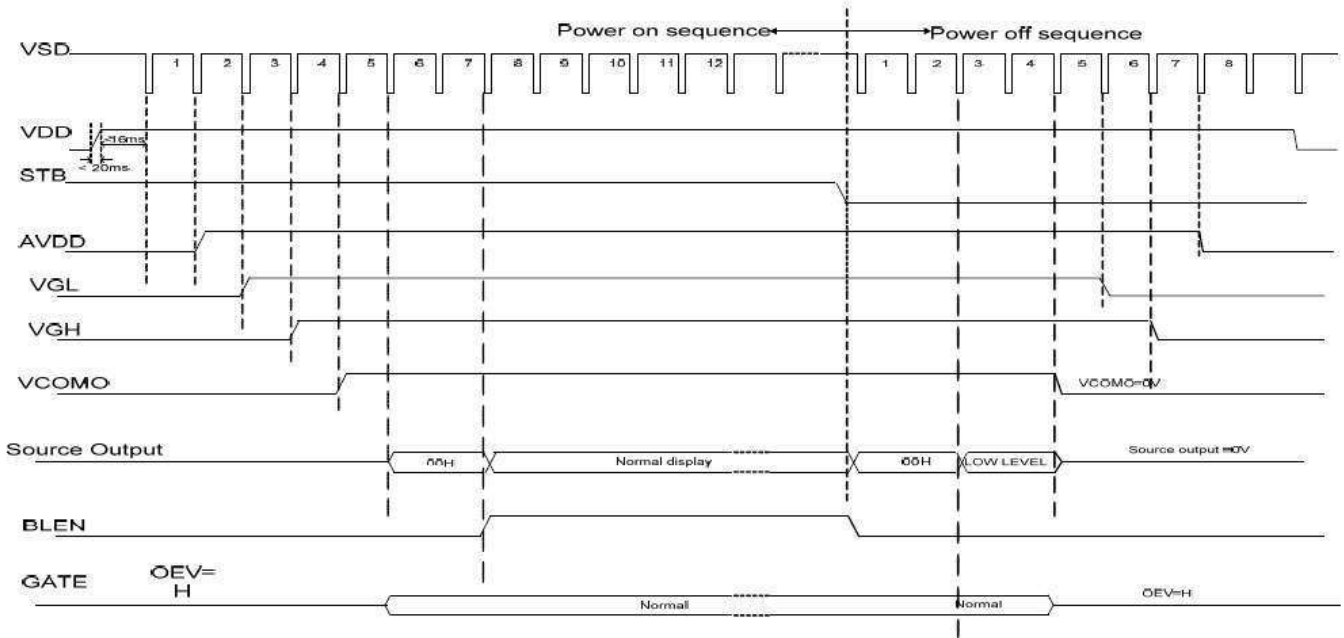 Power on sequence
Power off sequence
VSD
1 2 3 4 5 6 7 8 9 10 11 12 1 2 3 4 5 6 7 8
VDD
<16ms
< 20ms
STB
AVDD
VGL
VGH
VCOMO
VCOMO=0V
Source Output
00H
Normal display
00H
LOW LEVEL
Source output =0V
BLEN
GATE
OEV=
H
Normall
Normal
OEV=H